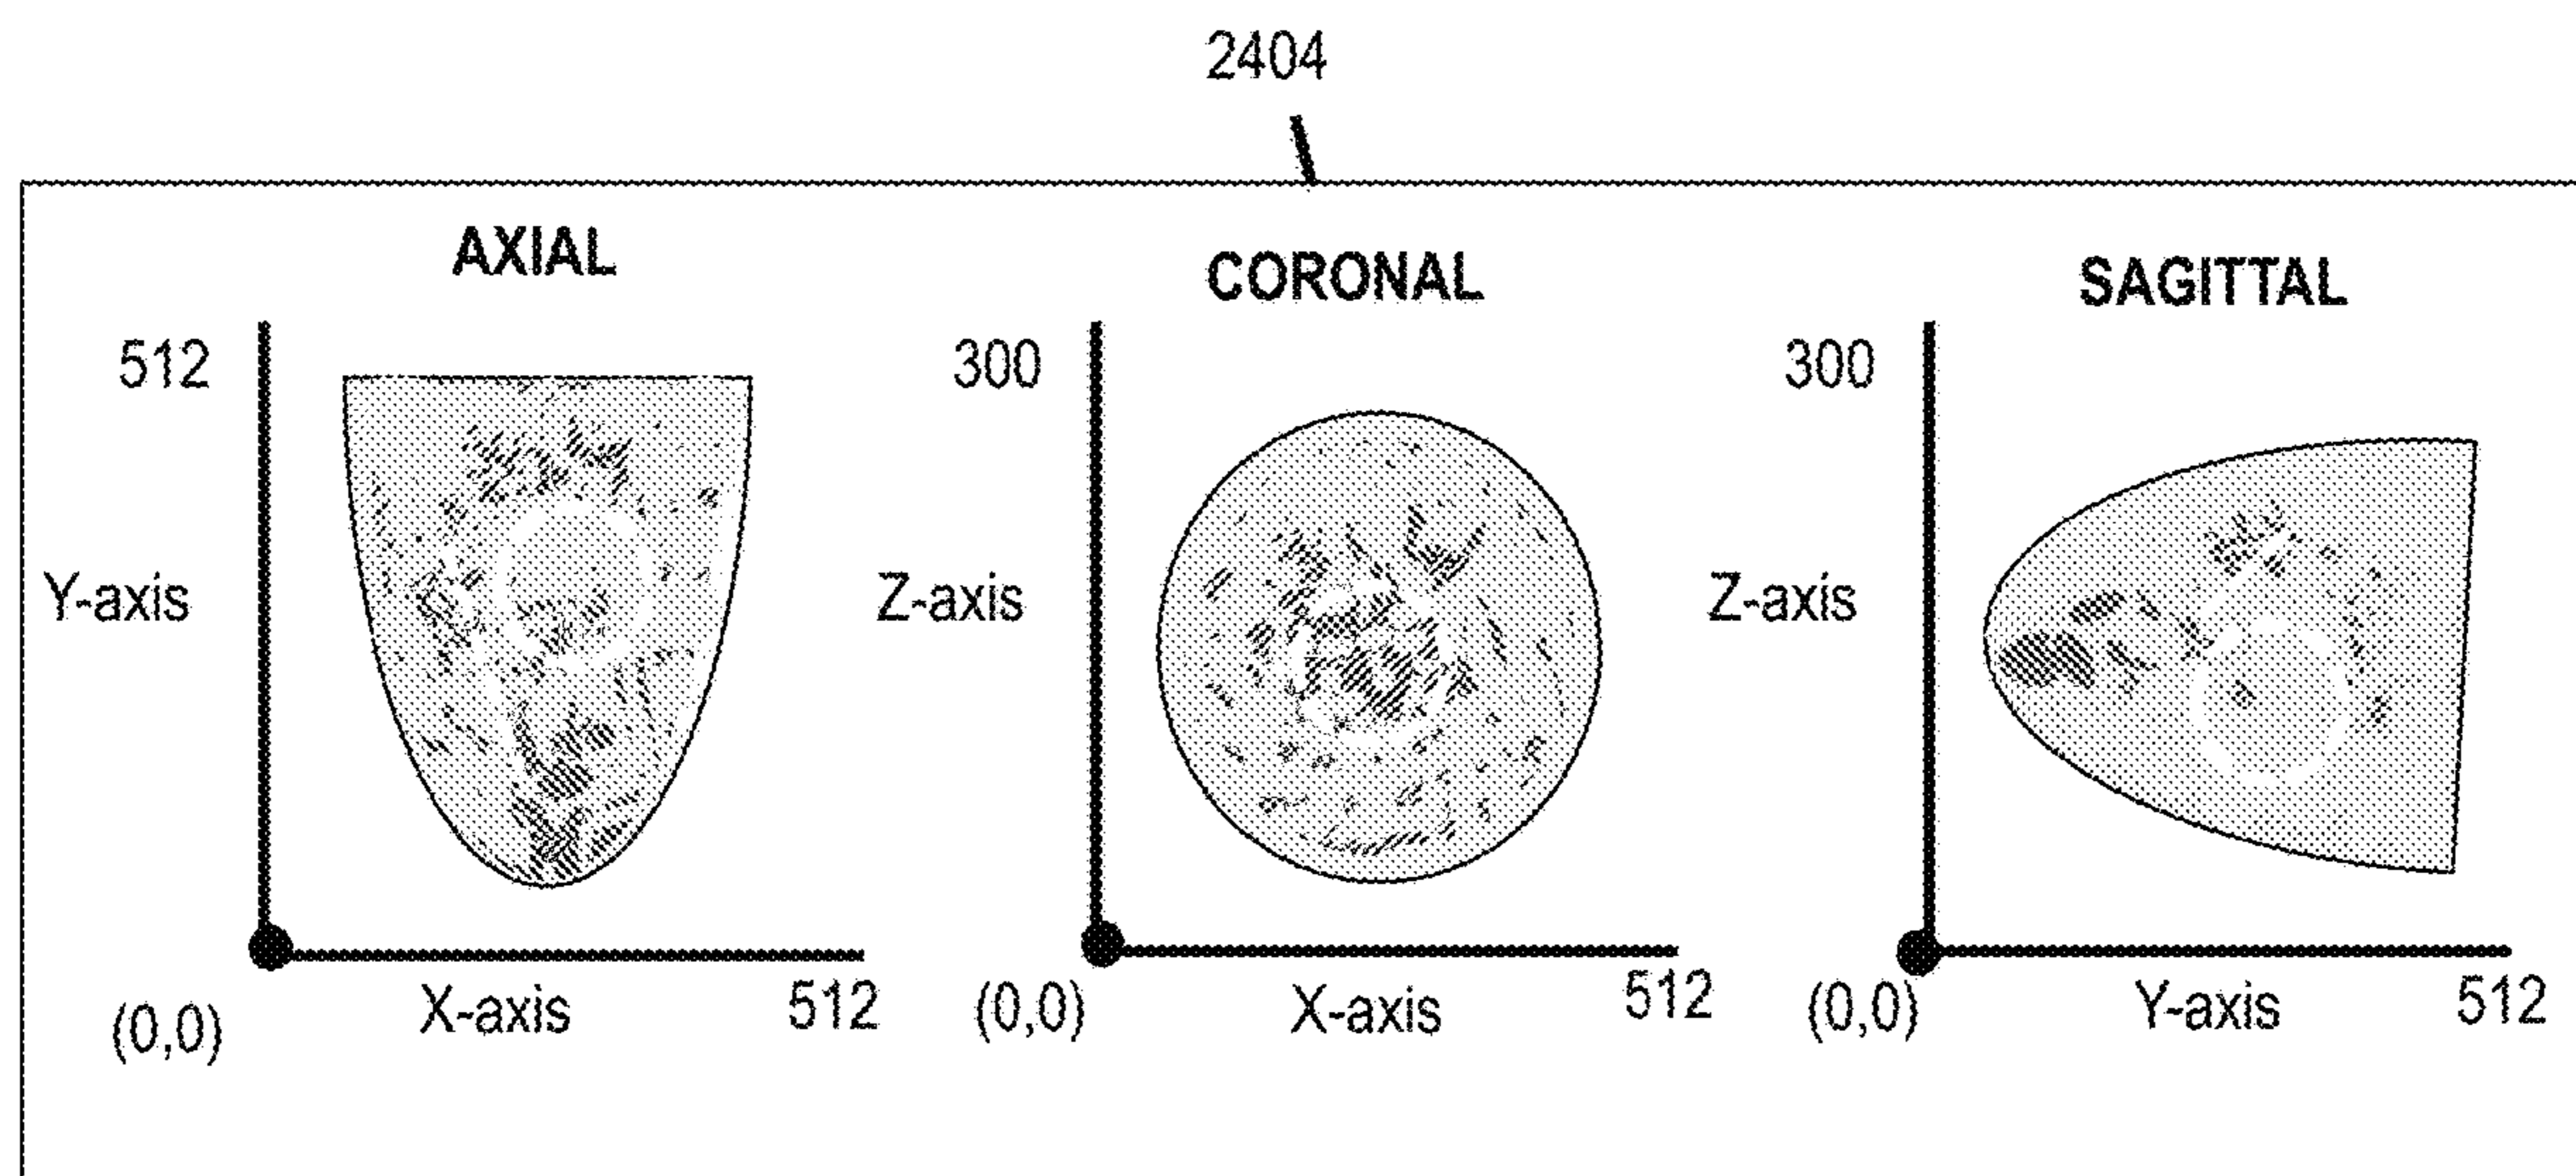 2404
AXIAL
CORONAL
SAGITTAL
512
300
300
Y-axis
Z-axis
Z-axis
(0,0)
X-axis
512
(0,0)
X-axis
512
(0,0)
Y-axis
512